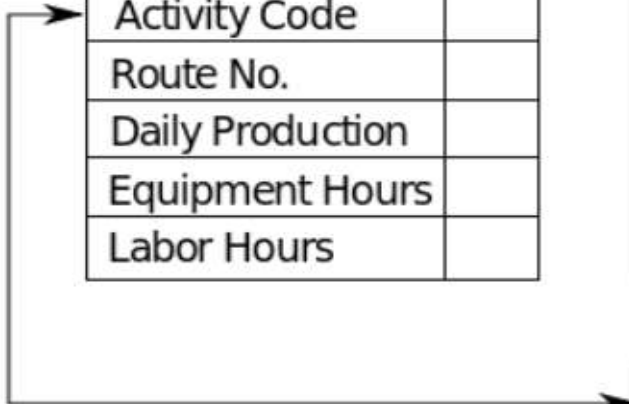 Activity Code
Route No.
Daily Production
Equipment Hours
Labor Hours